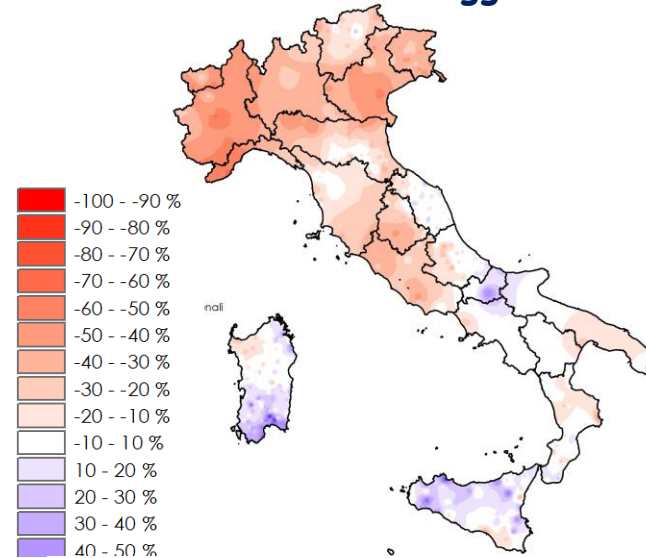 -100 - -90 %
-90 - -80 %
-80 - -70 %
-70 - -60 %
-60 - -50 %
-50 - -40 %
-40 - -30 %
-30 - -20 %
-20 - -10 %
-10 - 10 %
10 - 20 %
20 - 30 %
30 - 40 %
40 - 50 %
nali